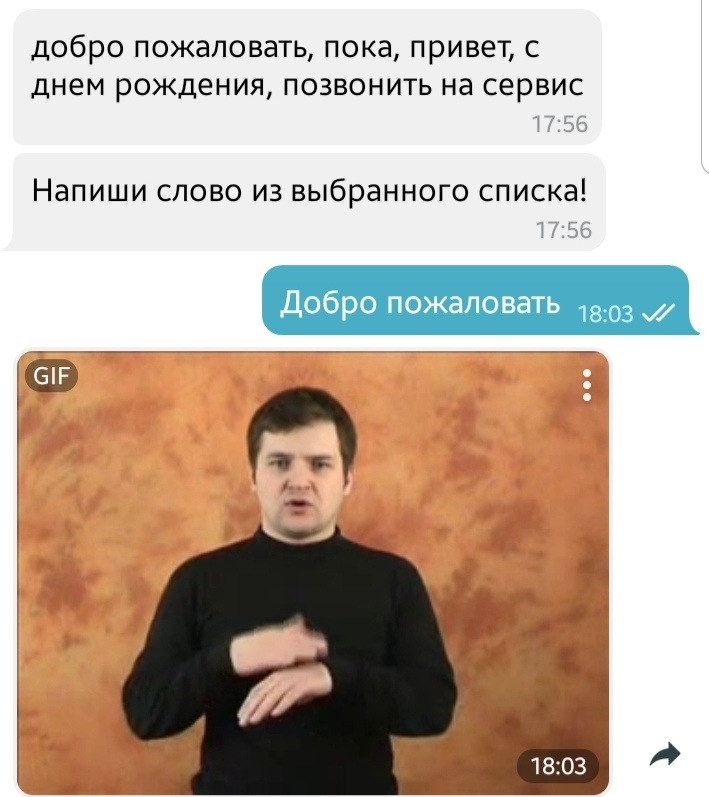 добро пожаловать, пока, привет, с
днем рождения, позвонить на сервис
17:56
Напиши слово из выбранного списка!
17:56
Добро пожаловать 18:03
GIF
18:03